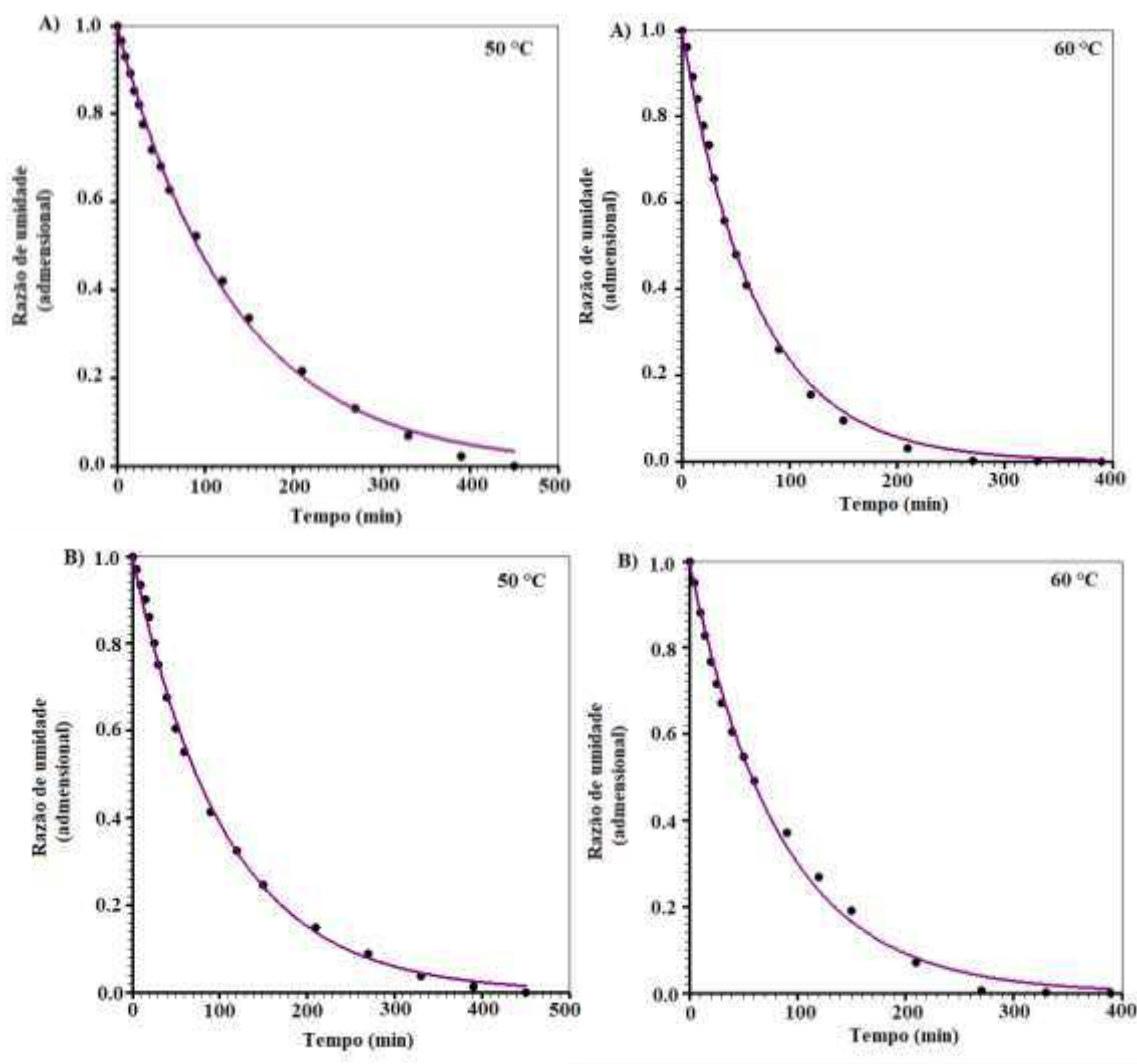 A)
50 °C
1.0
0.8
0.6
0.4
0.2
0.0
Razão de umidade
(admensional)
0 100 200 300 400 500
Tempo (min)
A)
60 °C
1.0
0.8
0.6
0.4
0.2
0.0
Razão de umidade
(admensional)
0 100 200 300 400
Tempo (min)
B)
50 °C
1.0
0.8
0.6
0.4
0.2
0.0
Razão de umidade
(admensional)
0 100 200 300 400 500
Tempo (min)
B)
60 °C
1.0
0.8
0.6
0.4
0.2
0.0
Razão de umidade
(admensional)
0 100 200 300 400
Tempo (min)